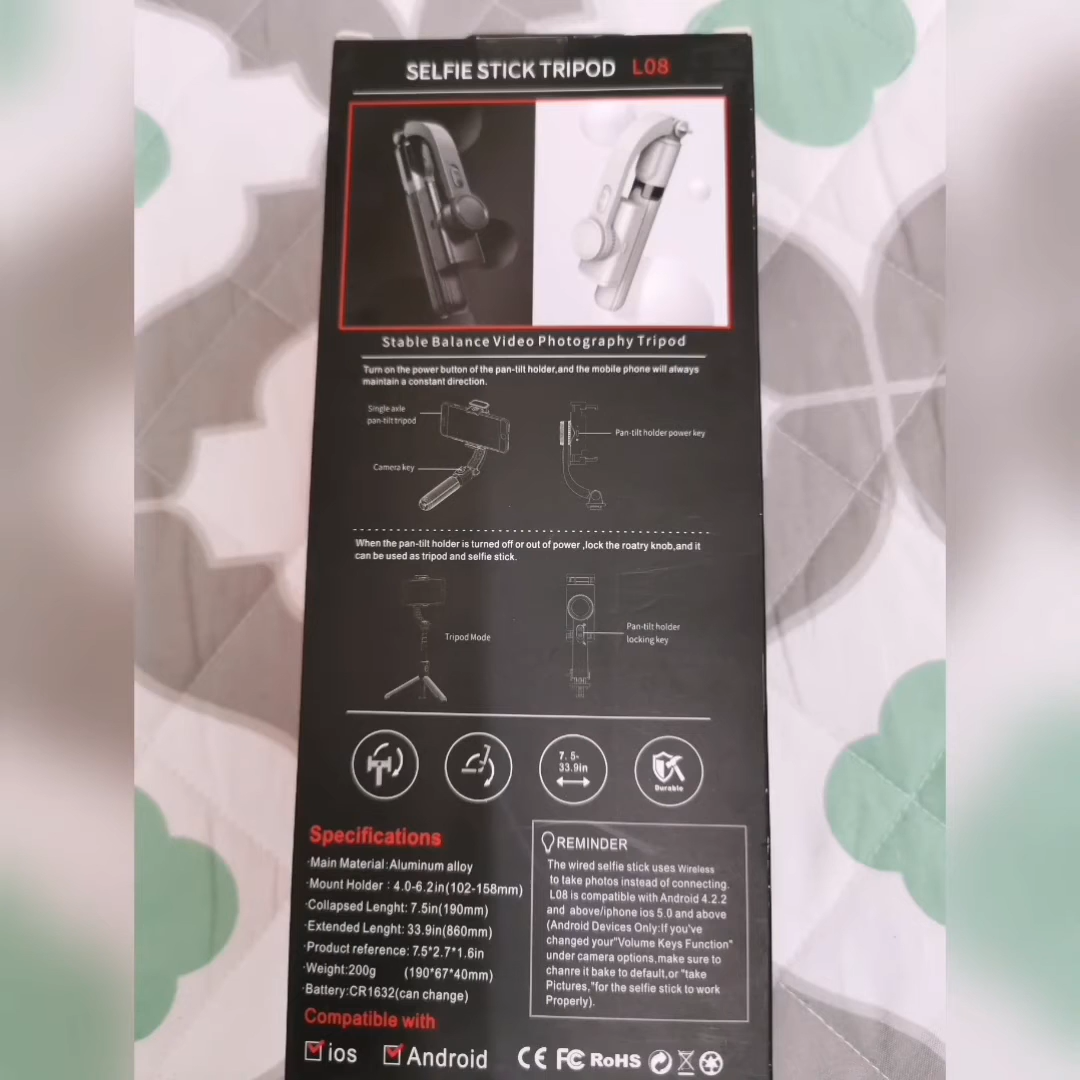 SELFIE STICK TRIPOD L08
Stable Balance Video Photography Tripod
Turn on the power button of the pan-tilt holder,and the mobile phone will always
maintain a constant direction.
Single axle
pan-tilt tripod
Camera key
Pan-tilt holder power key
When the pan-tilt holder is turned off or out of power ,lock the roatry knob,and it
can be used as tripod and selfie stick.
Tripod Mode
Pan-tilt holder
locking key
7.5-
33.9in
Durable
Specifications
·Main Material:Aluminum alloy
·Mount Holder : 4.0-6.2in(102-158mm)
·Collapsed Lenght: 7.5in(190mm)
·Extended Lenght: 33.9in(860mm)
·Product reference: 7.5*2.7*1.6in
·Weight:200g (190*67*40mm)
·Battery:CR1632(can change)
REMINDER
The wired selfie stick uses Wireless
to take photos instead of connecting.
L08 is compatible with Android 4.2.2
and above/iphone ios 5.0 and above
(Android Devices Only:If you've
changed your"Volume Keys Function"
under camera options,make sure to
chanre it bake to default,or "take
Pictures,"for the selfie stick to work
Properly).
Compatible with
ios Android CE FC RoHS